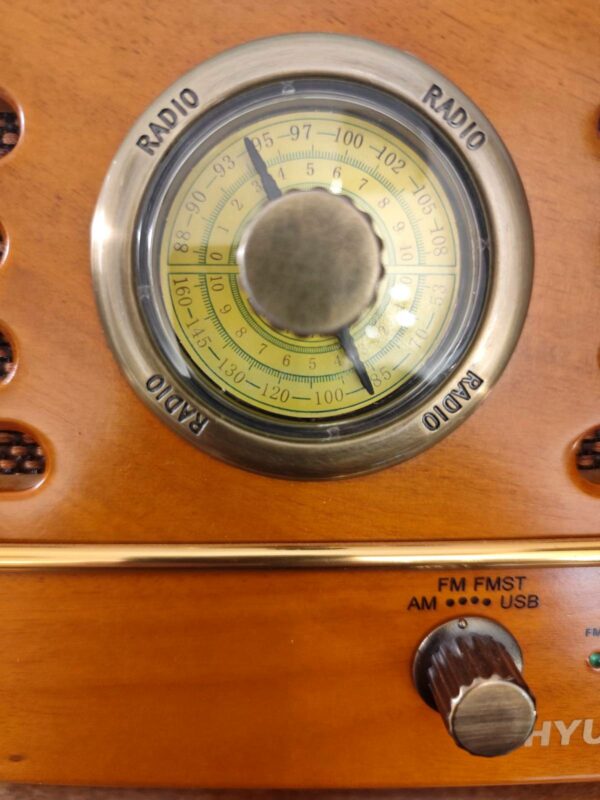 RADIO
RADIO
88-90-93-95-97-100-102-105-108
0 1 2 3 4 5 6 7 8 9 10
10 9 8 7 6 5 4
160-145-130-120-100-85 70 53
RADIO
RADIO
FM FMST
AM •••• USB
FM
HYU